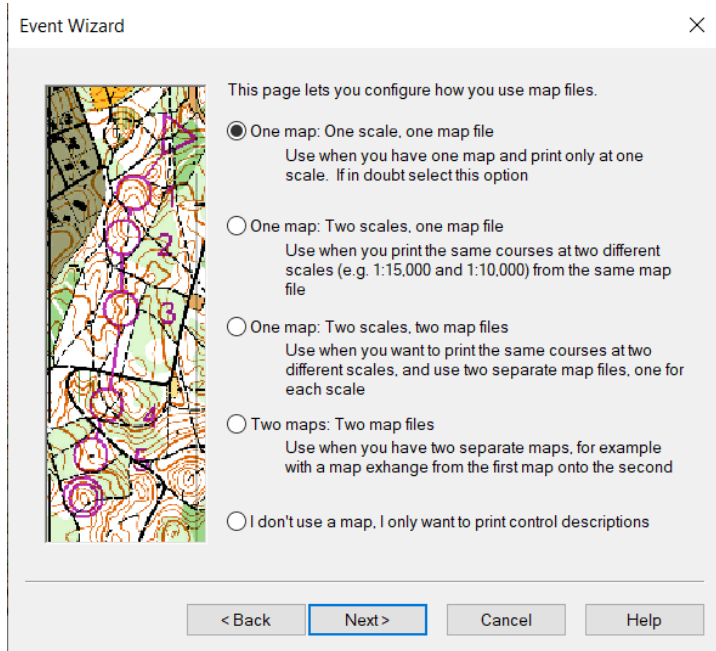 Event Wizard
This page lets you configure how you use map files.
One map: One scale, one map file
Use when you have one map and print only at one
scale. If in doubt select this option
One map: Two scales, one map file
Use when you print the same courses at two different
scales (e.g. 1:15,000 and 1:10,000) from the same map
file
One map: Two scales, two map files
Use when you want to print the same courses at two
different scales, and use two separate map files, one for
each scale
Two maps: Two map files
Use when you have two separate maps, for example
with a map exhange from the first map onto the second
I don't use a map, I only want to print control descriptions
1
2
3
4
5
< Back
Next >
Cancel
Help